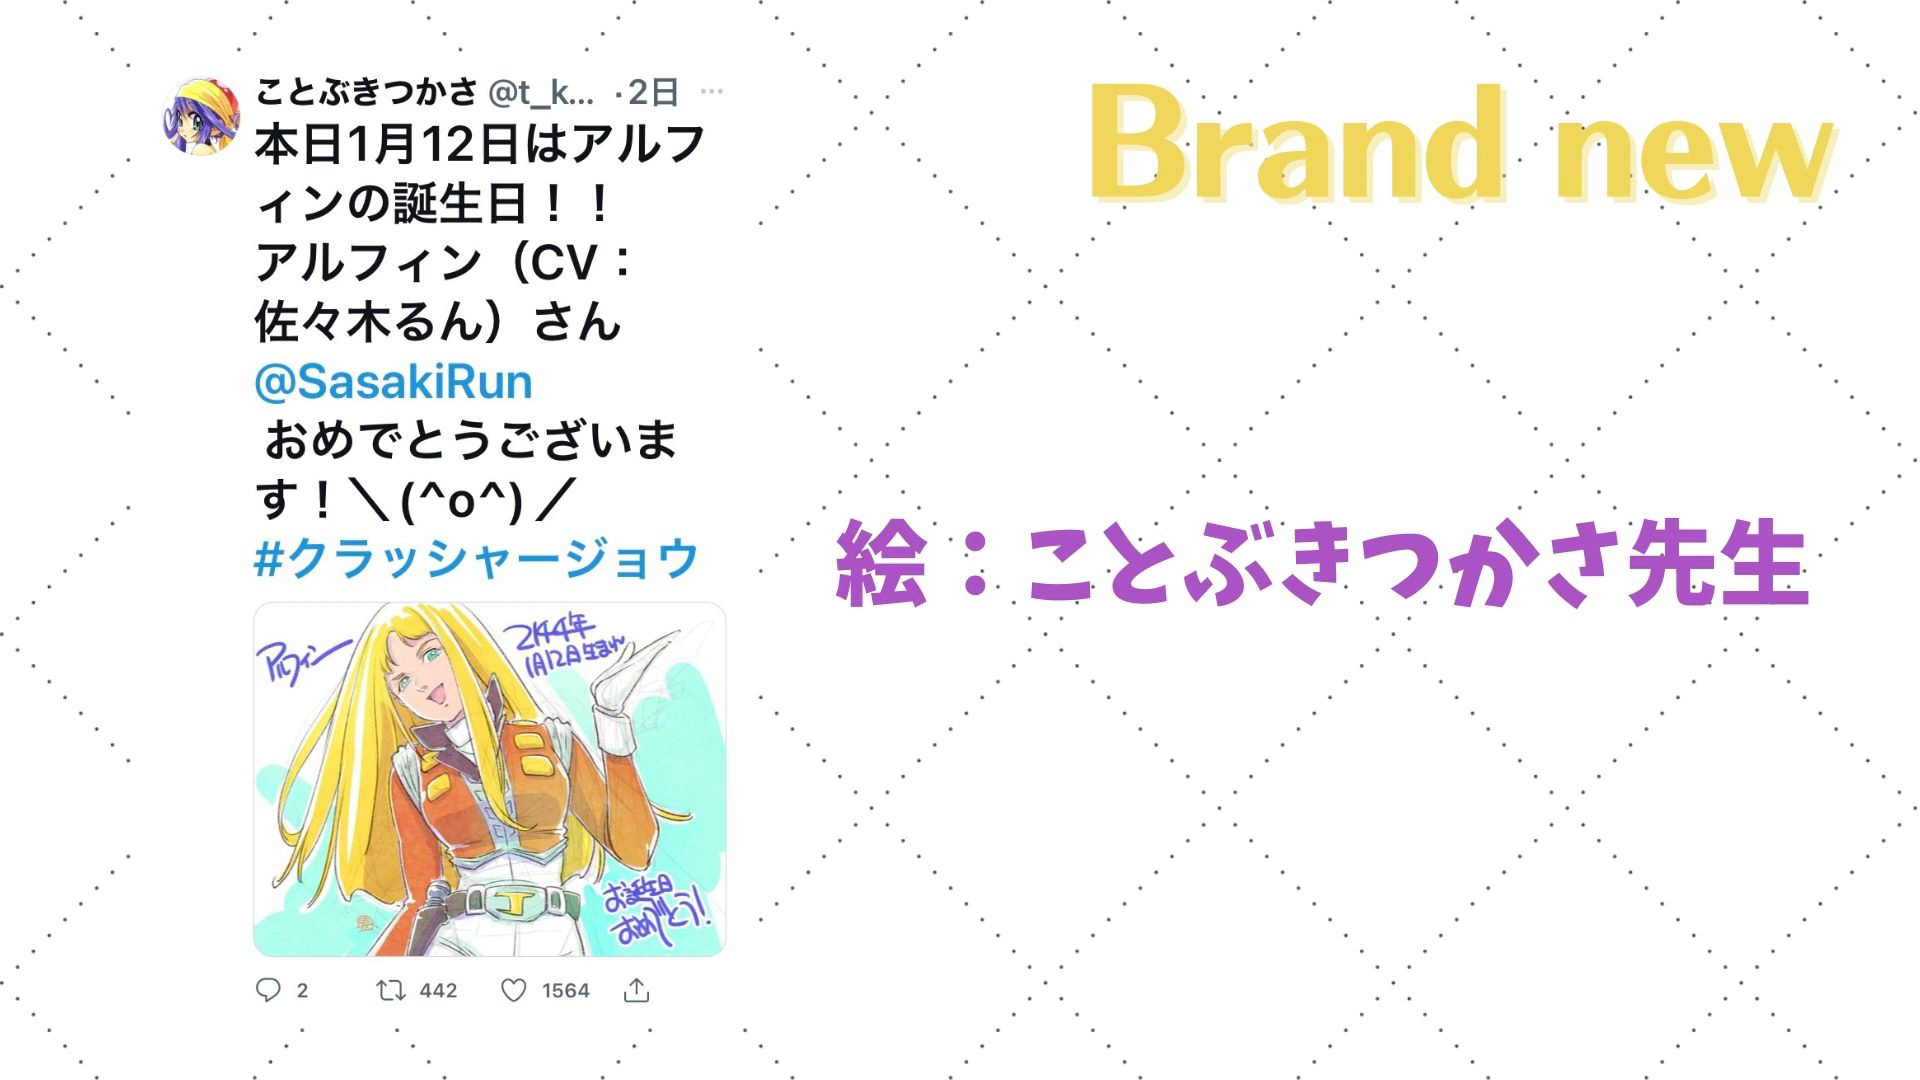 ことぶきつかさ @t_k... ・2日 …
本日1月12日はアルフ
ィンの誕生日！！
アルフィン（CV：
佐々木るん）さん
@SasakiRun
おめでとうございま
す！＼(^o^)／
#クラッシャージョウ
アルフィン
2144年
1月12日生まれ
お誕生日
おめでとう!
2 442 1564
Brand new
絵：ことぶきつかさ先生